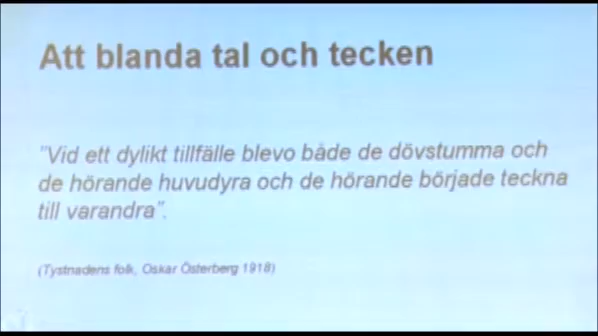 Att blanda tal och tecken
"Vid ett dylikt tillfälle blevo både de dövstumma och
de hörande huvudyra och de hörande började teckna
till varandra".
(Tystnadens folk, Oskar Österberg 1918)